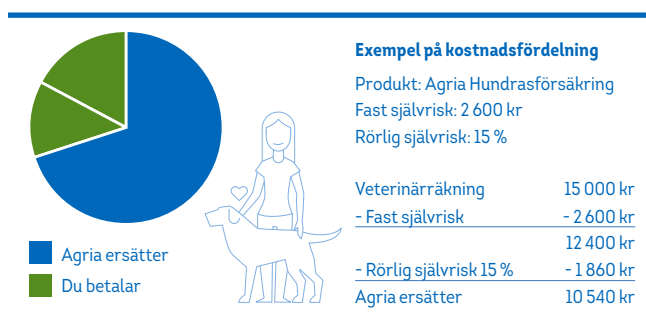 Exempel på kostnadsfördelning
Produkt: Agria Hundrasförsäkring
Fast självrisk: 2 600 kr
Rörlig självrisk: 15 %
Veterinärräkning 15 000 kr
- Fast självrisk - 2 600 kr
12 400 kr
- Rörlig självrisk 15 % - 1 860 kr
Agria ersätter 10 540 kr
Agria ersätter
Du betalar